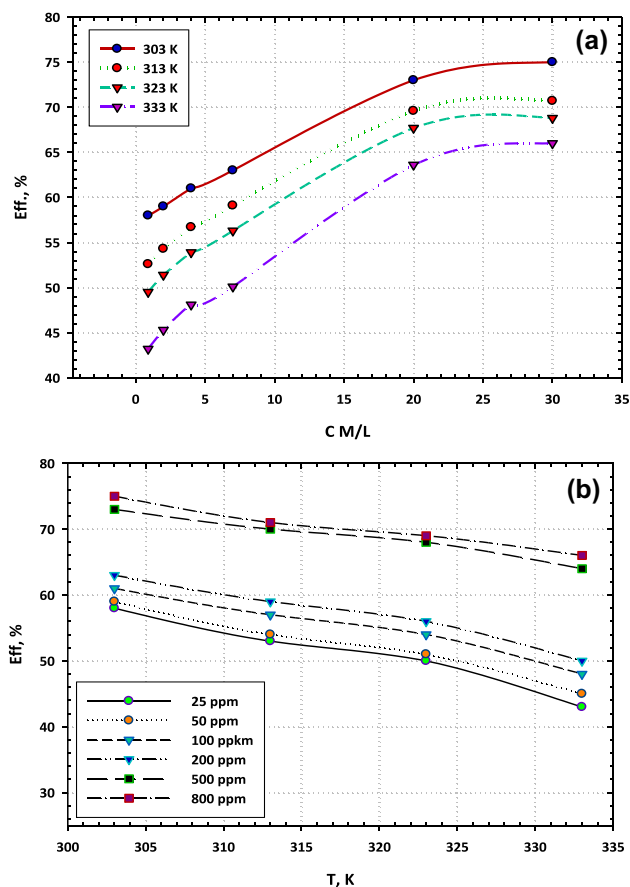 (a)
303 K
313 K
323 K
333 K
80
75
70
65
60
55
50
45
40
Eff., %
0 5 10 15 20 25 30 35
C M/L
(b)
80
70
60
50
40
30
Eff, %
25 ppm
50 ppm
100 ppkm
200 ppm
500 ppm
800 ppm
300 305 310 315 320 325 330 335
T, K